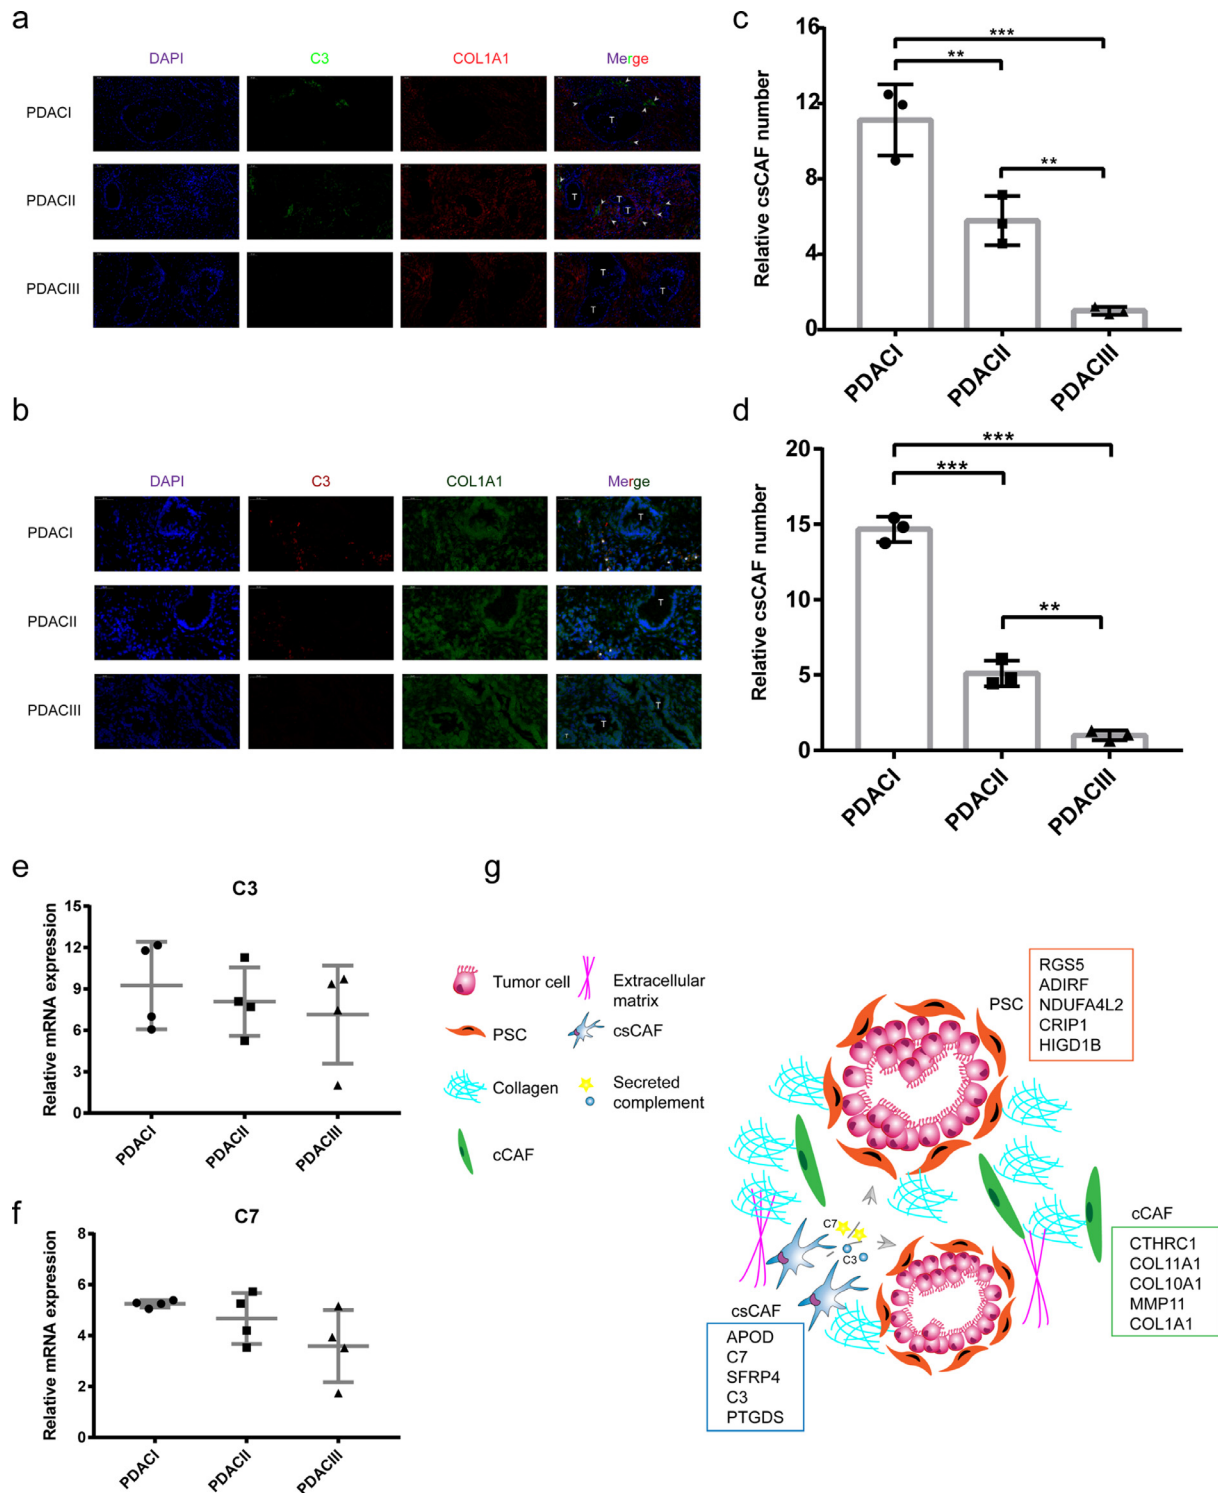 a
DAPI C3 COL1A1 Merge
PDACI
T
PDACII
T T T
PDACIII
T T T
b
DAPI C3 COL1A1 Merge
PDACI
T
PDACII
T
PDACIII
T T T
c
Relative csCAF number
16
12
8
4
0
***
**
**
PDACI PDACII PDACIII
d
Relative csCAF number
20
15
10
5
0
***
***
**
PDACI PDACII PDACIII
e
C3
Relative mRNA expression
15
12
9
6
3
0
PDACI PDACII PDACIII
f
C7
Relative mRNA expression
8
6
4
2
0
PDACI PDACII PDACIII
g
Tumor cell
Extracellular
matrix
PSC
csCAF
Collagen
Secreted
complement
cCAF
PSC
RGS5
ADIRF
NDUFA4L2
CRIP1
HIGD1B
C7
C3
cCAF
CTHRC1
COL11A1
COL10A1
MMP11
COL1A1
csCAF
APOD
C7
SFRP4
C3
PTGDS